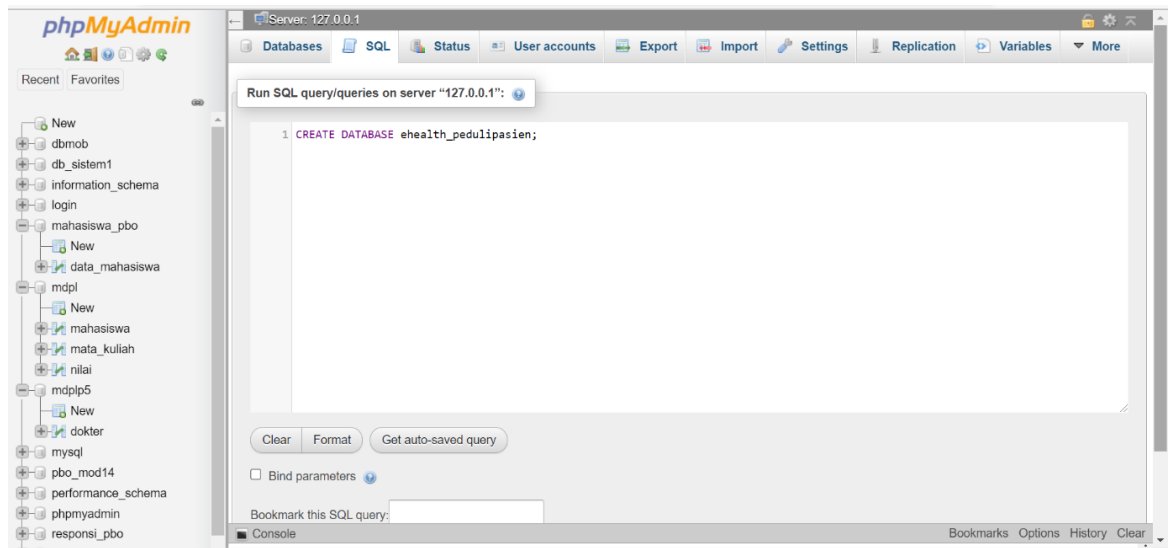 phpMyAdmin
Recent Favorites
New
dbmob
db_sistem1
information_schema
login
mahasiswa_pbo
New
data_mahasiswa
mdpl
New
mahasiswa
mata_kuliah
nilai
mdplp5
New
dokter
mysql
pbo_mod14
performance_schema
phpmyadmin
responsi_pbo
Server: 127.0.0.1
Databases SQL Status User accounts Export Import Settings Replication Variables More
Run SQL query/queries on server “127.0.0.1”:
1 CREATE DATABASE ehealth_pedulipasien;
Clear Format Get auto-saved query
Bind parameters
Bookmark this SQL query:
Console Bookmarks Options History Clear